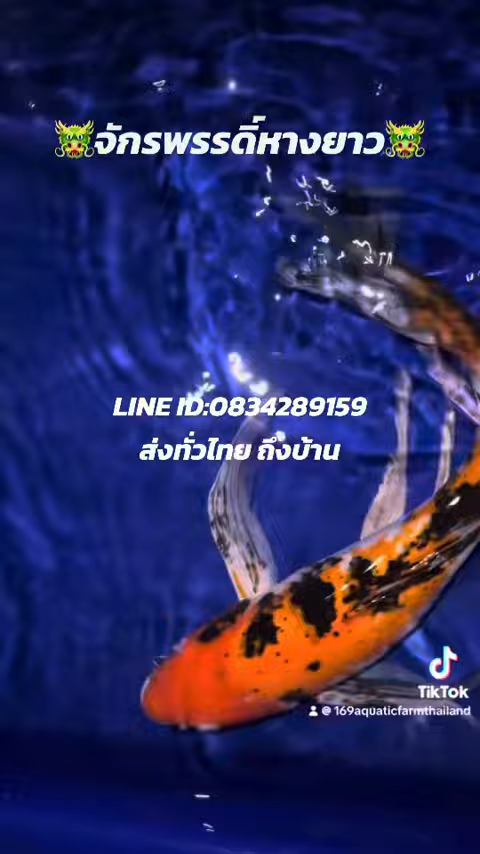 🐲จักรพรรดิ์หางยาว🐲
LINE ID:0834289159
ส่งทั่วไทย ถึงบ้าน
TikTok
@ 169aquaticfarmthailand